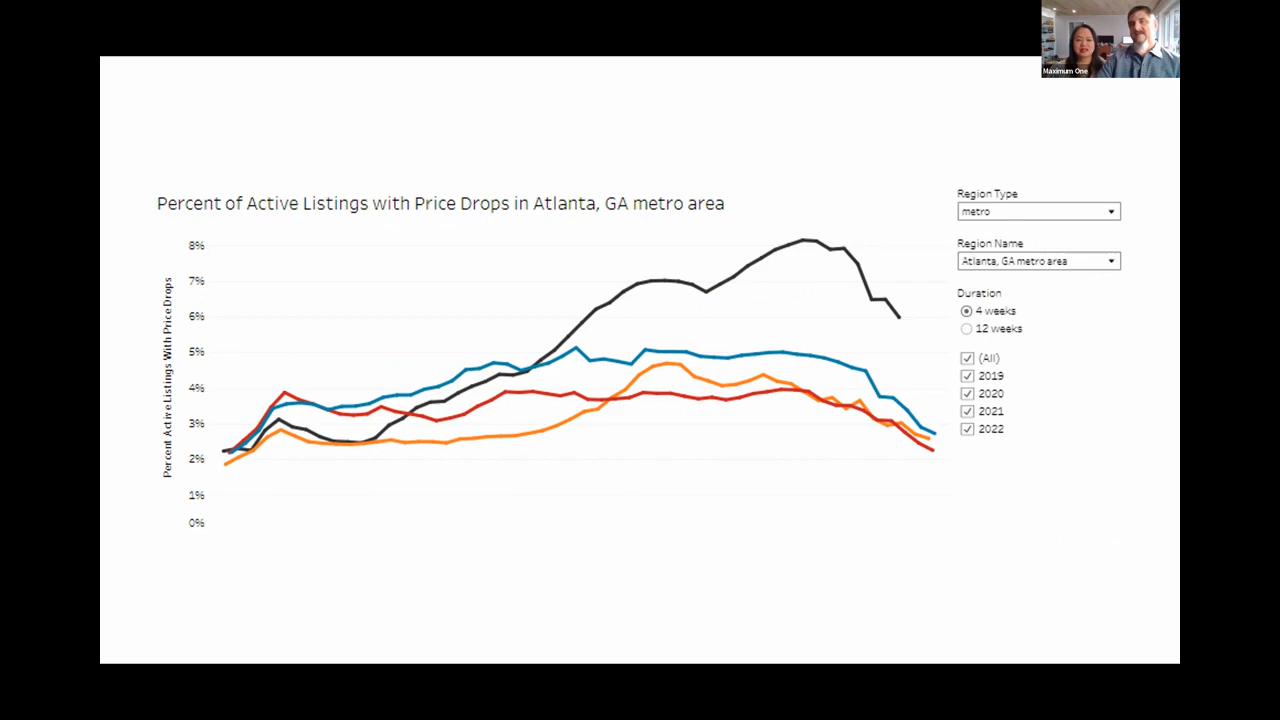 Maximum One
Percent of Active Listings with Price Drops in Atlanta, GA metro area
Percent Active Listings With Price Drops
8%
7%
6%
5%
4%
3%
2%
1%
0%
Region Type
metro
Region Name
Atlanta, GA metro area
Duration
4 weeks
12 weeks
(All)
2019
2020
2021
2022